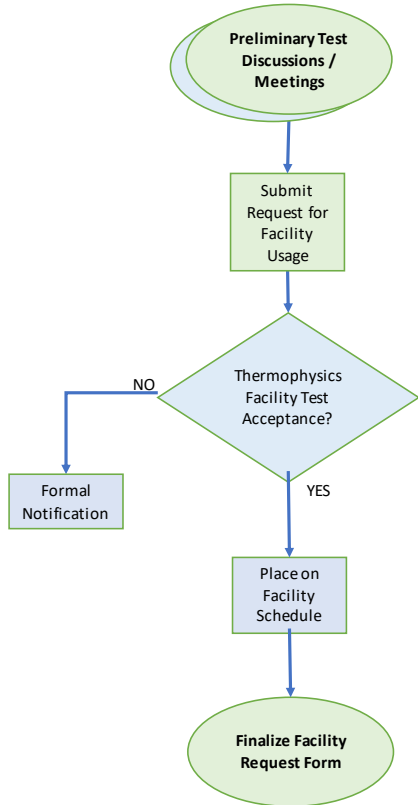 Preliminary Test
Discussions /
Meetings
Submit
Request for
Facility
Usage
Thermophysics
Facility Test
Acceptance?
NO
Formal
Notification
YES
Place on
Facility
Schedule
Finalize Facility
Request Form